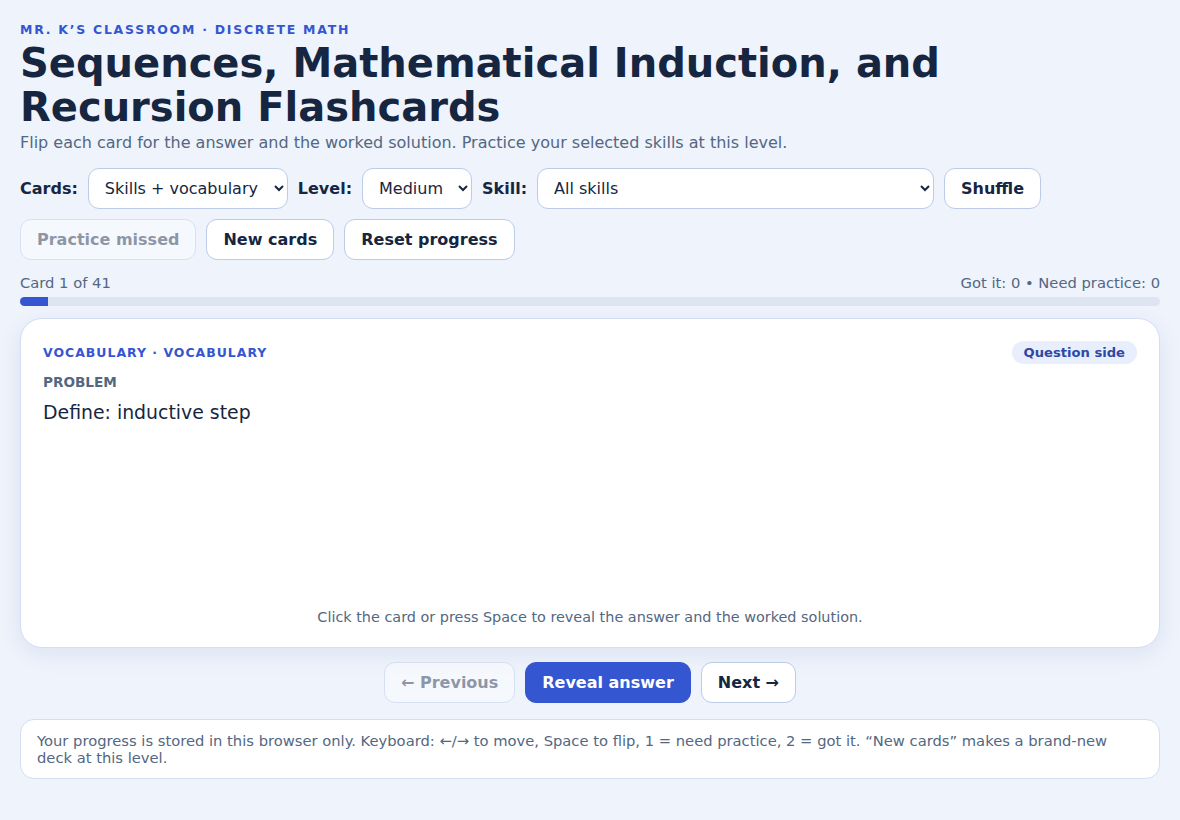 MR. K’S CLASSROOM · DISCRETE MATH
Sequences, Mathematical Induction, and
Recursion Flashcards
Flip each card for the answer and the worked solution. Practice your selected skills at this level.
Cards: Skills + vocabulary Level: Medium Skill: All skills Shuffle
Practice missed New cards Reset progress
Card 1 of 41 Got it: 0 • Need practice: 0
VOCABULARY · VOCABULARY Question side
PROBLEM
Define: inductive step
Click the card or press Space to reveal the answer and the worked solution.
← Previous Reveal answer Next →
Your progress is stored in this browser only. Keyboard: ←/→ to move, Space to flip, 1 = need practice, 2 = got it. “New cards” makes a brand-new
deck at this level.